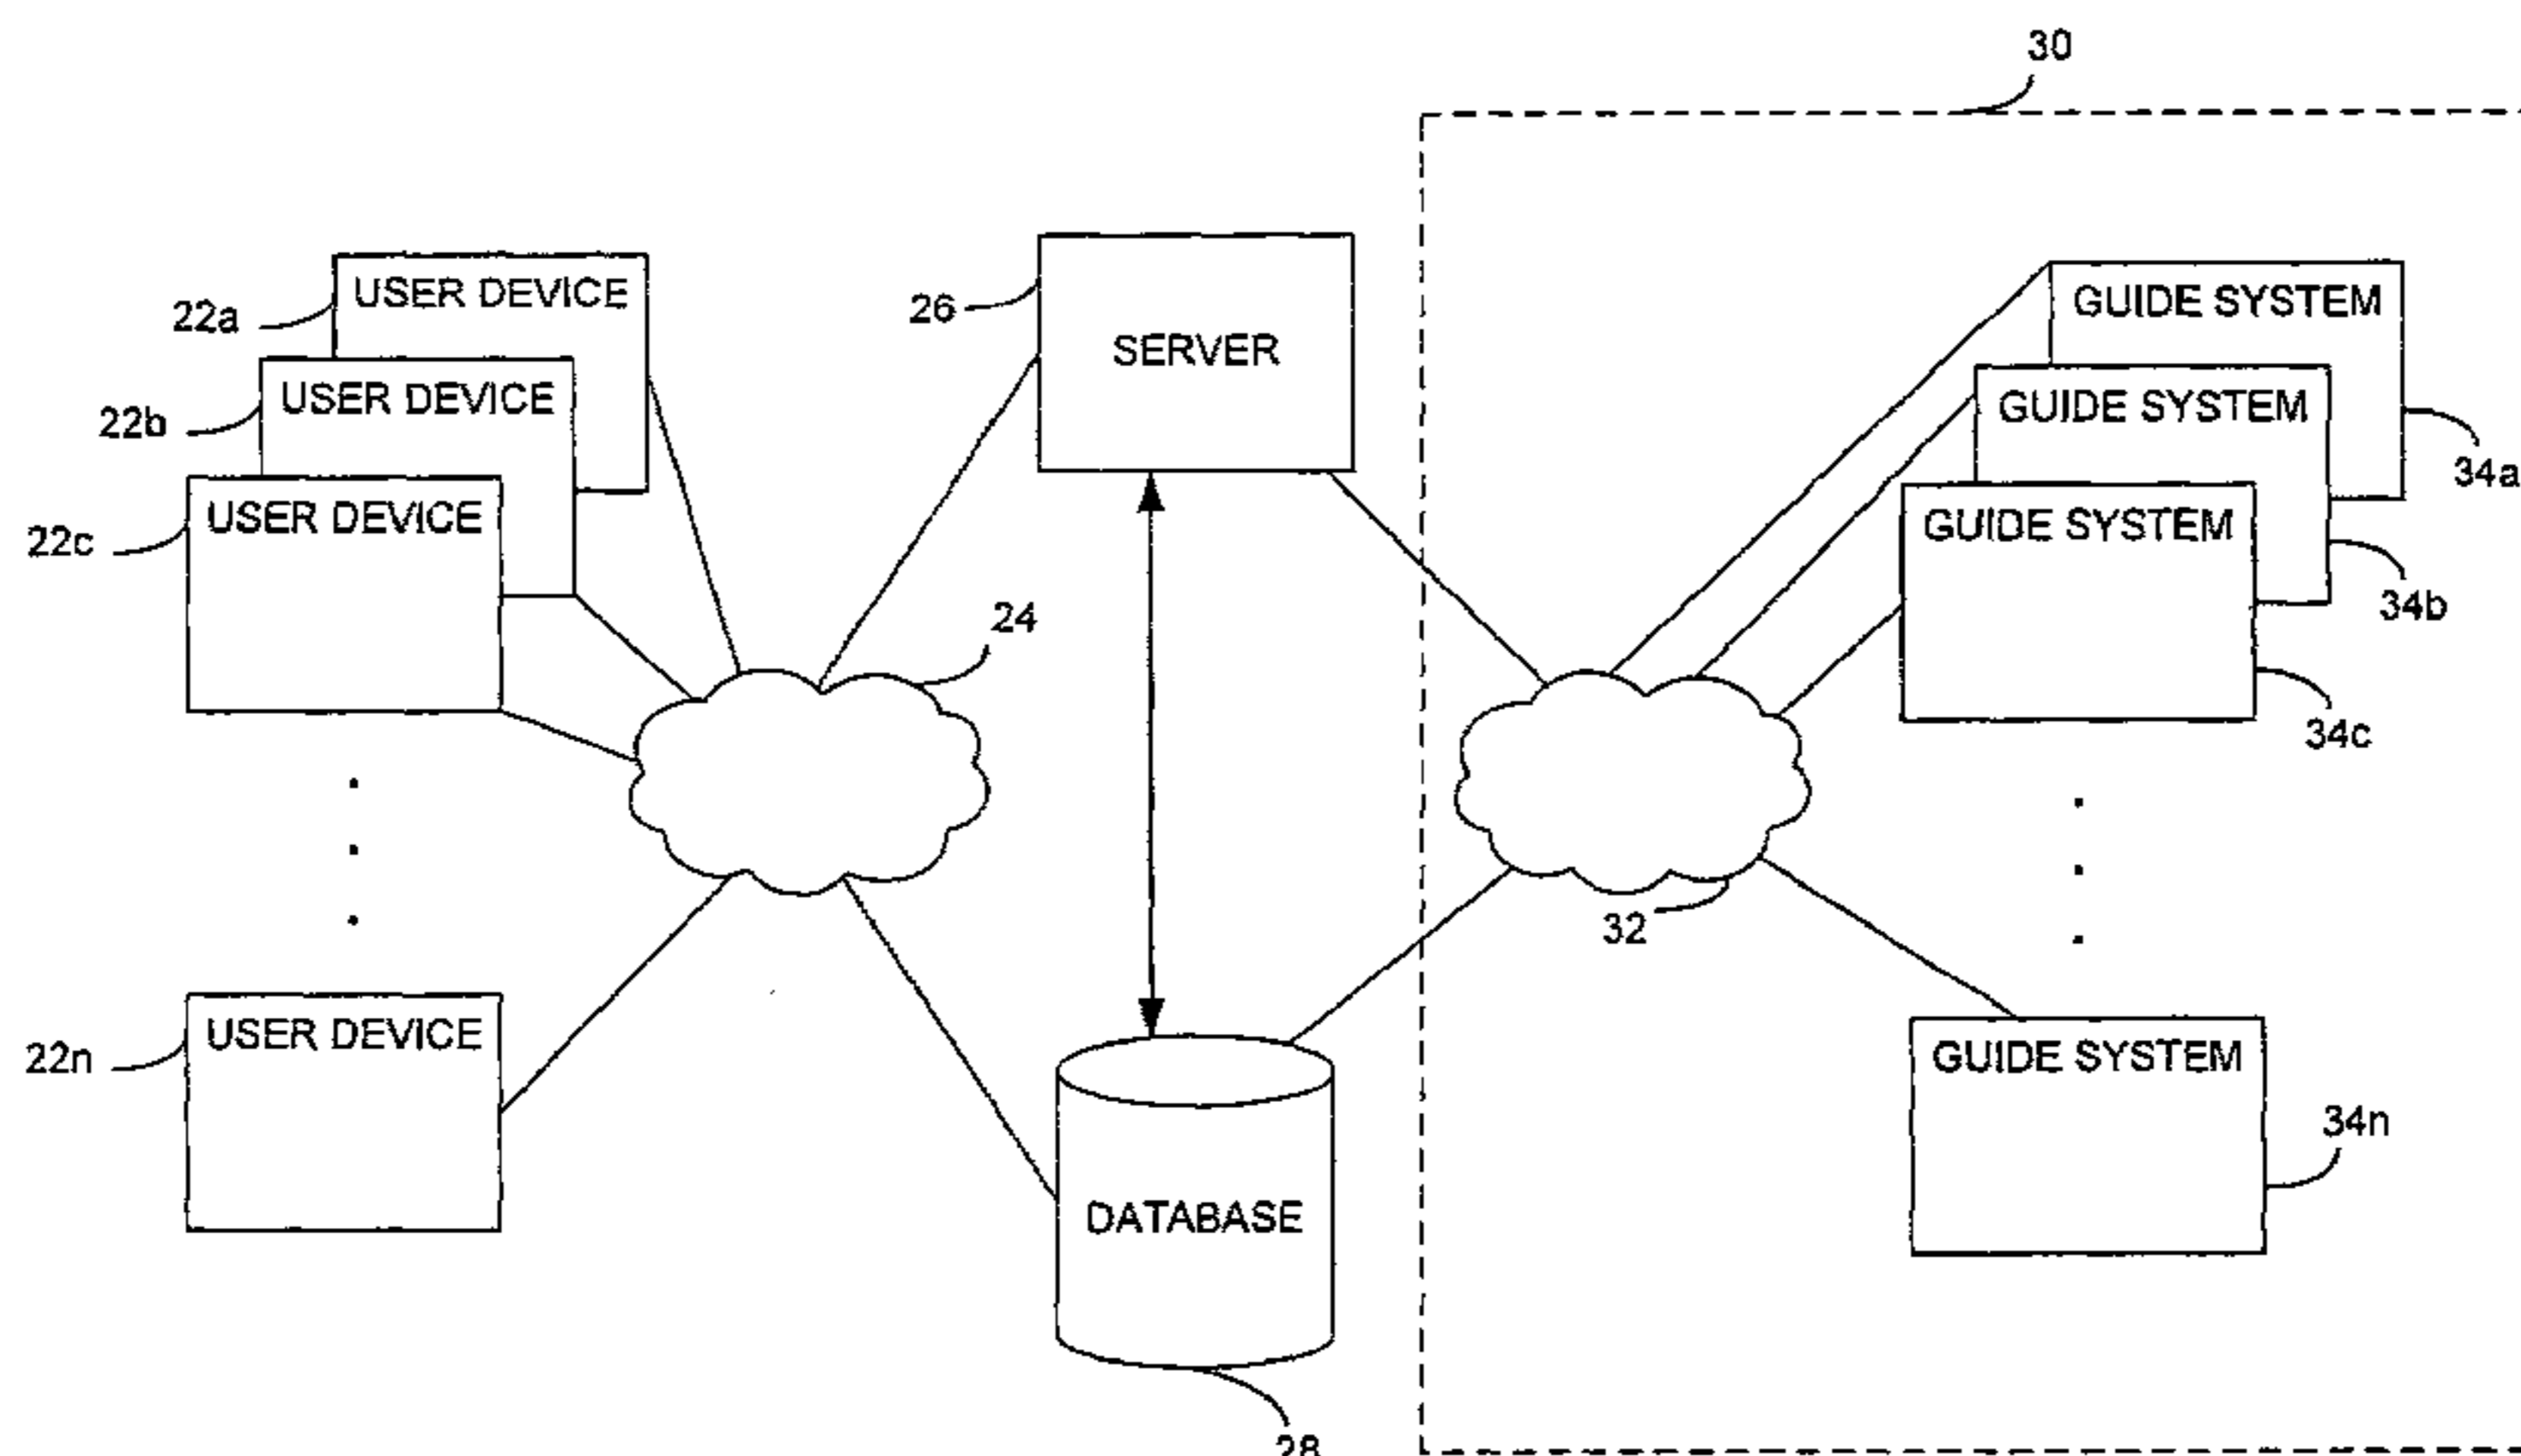 30
USER DEVICE
22a
USER DEVICE
22b
USER DEVICE
22c
26
SERVER
GUIDE SYSTEM
34a
GUIDE SYSTEM
34b
GUIDE SYSTEM
34c
24
32
USER DEVICE
22n
DATABASE
28
GUIDE SYSTEM
34n